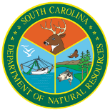 SOUTH CAROLINA
DEPARTMENT OF NATURAL RESOURCES